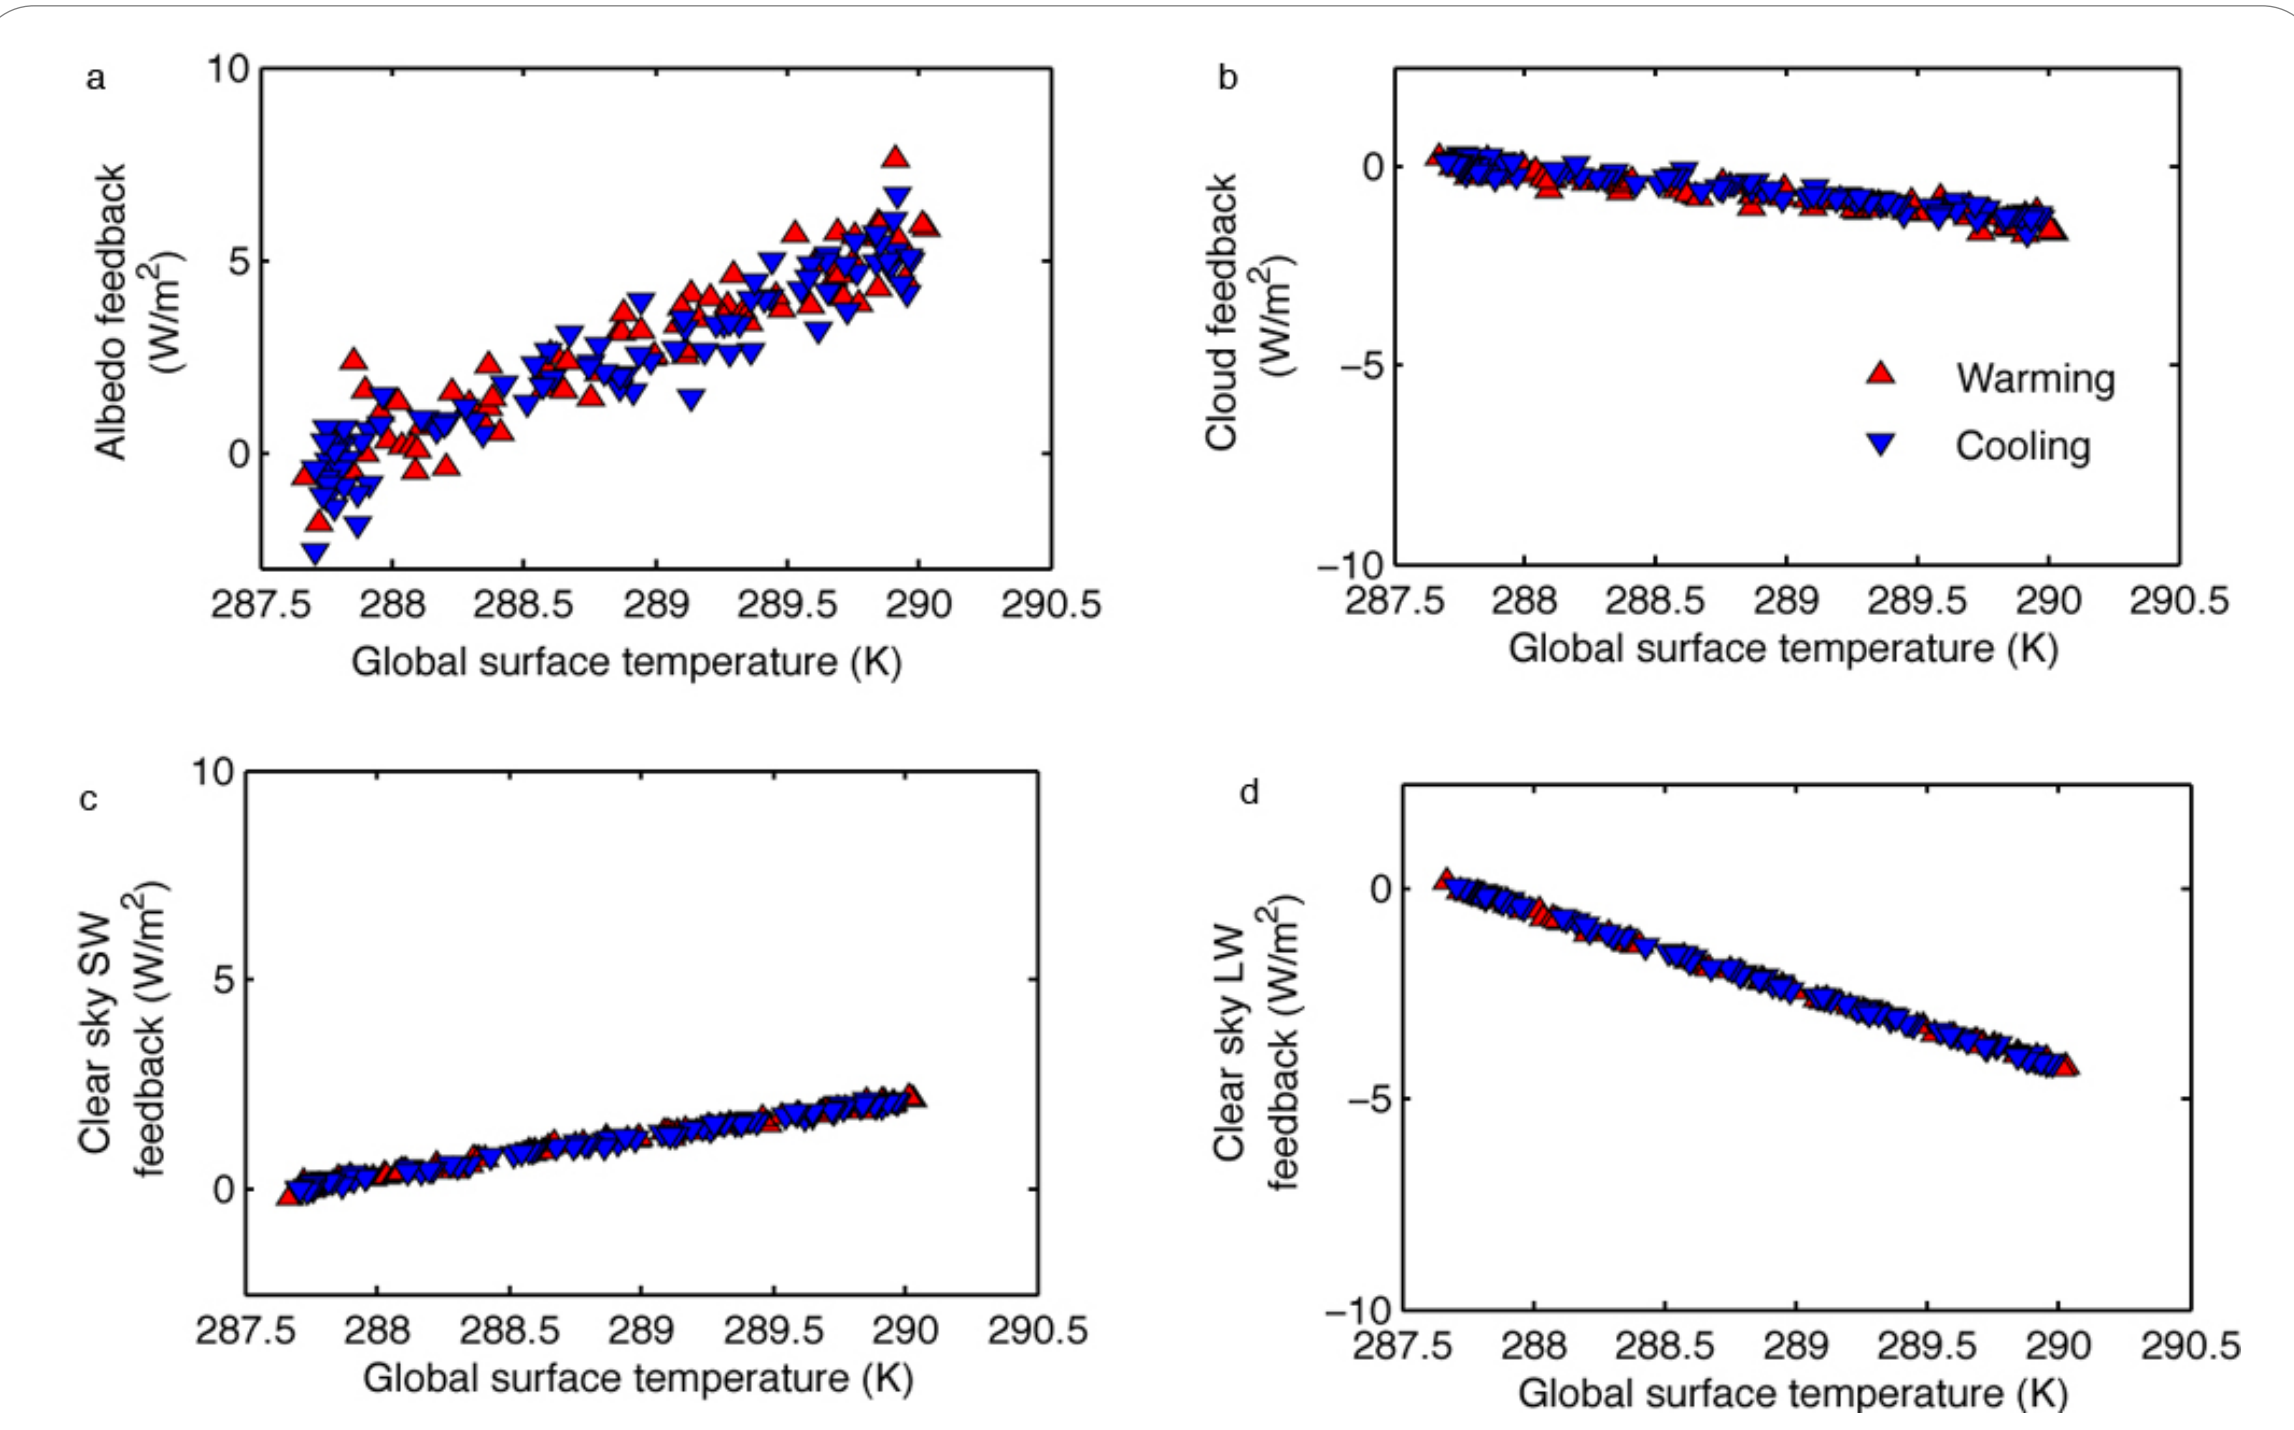 a
10
5
0
Albedo feedback
(W/m²)
287.5 288 288.5 289 289.5 290 290.5
Global surface temperature (K)
b
0
−5
−10
Cloud feedback
(W/m²)
Warming
Cooling
287.5 288 288.5 289 289.5 290 290.5
Global surface temperature (K)
c
10
5
0
Clear sky SW
feedback (W/m²)
287.5 288 288.5 289 289.5 290 290.5
Global surface temperature (K)
d
0
−5
−10
Clear sky LW
feedback (W/m²)
287.5 288 288.5 289 289.5 290 290.5
Global surface temperature (K)